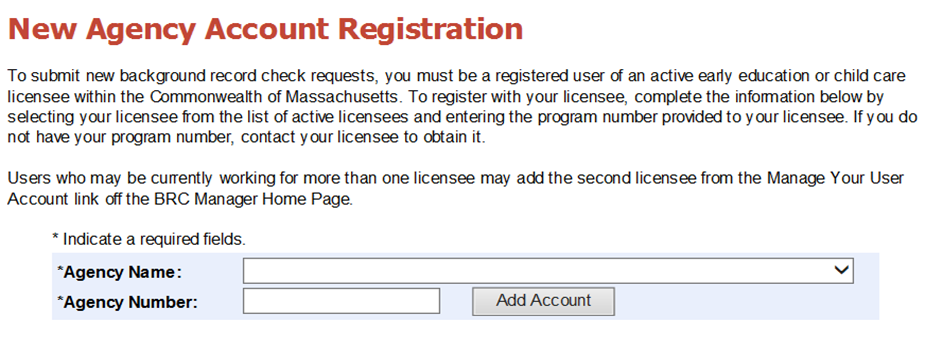 New Agency Account Registration
To submit new background record check requests, you must be a registered user of an active early education or child care
licensee within the Commonwealth of Massachusetts. To register with your licensee, complete the information below by
selecting your licensee from the list of active licensees and entering the program number provided to your licensee. If you do
not have your program number, contact your licensee to obtain it.
Users who may be currently working for more than one licensee may add the second licensee from the Manage Your User
Account link off the BRC Manager Home Page.
* Indicate a required fields.
*Agency Name:
*Agency Number: Add Account